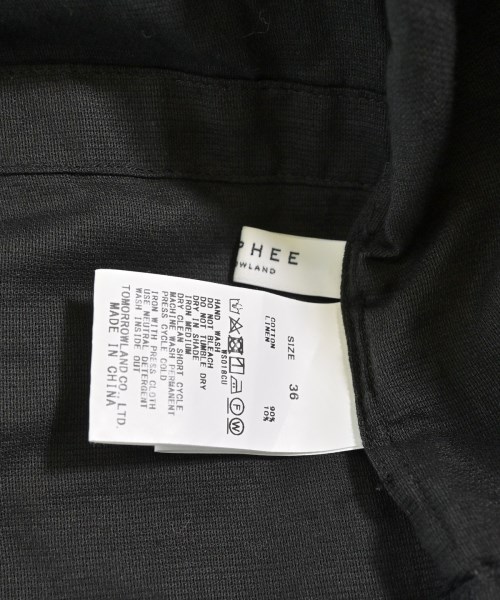 PHEE
OWLAND
SIZE 36
COTTON 90%
LINEN 10%
W5018CU
HAND WASH
DO NOT BLEACH
DO NOT TUMBLE DRY
DRY IN SHADE
IRON MEDIUM
MACHINE WASH PERMANENT
DRY CLEAN SHORT CYCLE
PRESS CYCLE COLD
IRON WITH PRESS CLOTH
USE NEUTRAL DETERGENT
WASH INSIDE OUT
TOMORROWLAND CO., LTD.
MADE IN CHINA